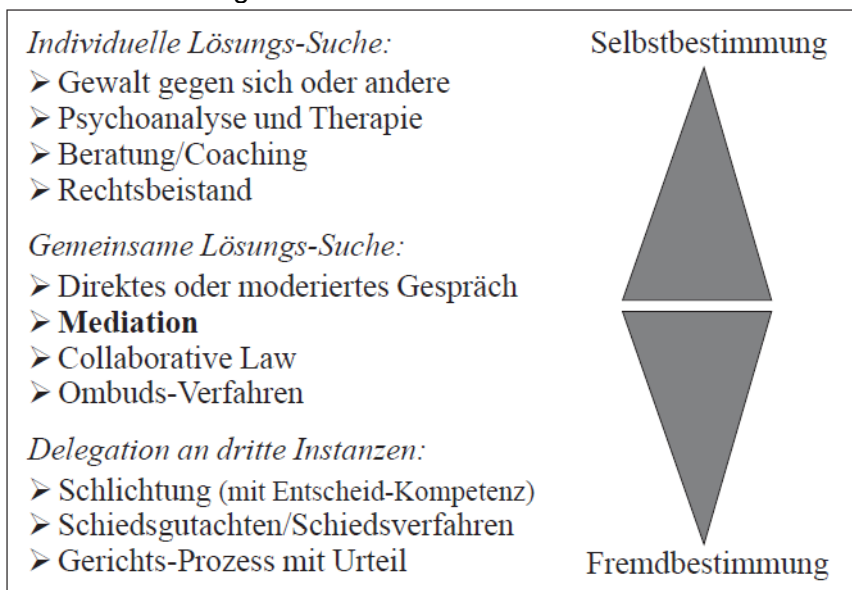 Individuelle Lösungs-Suche:
➢ Gewalt gegen sich oder andere
➢ Psychoanalyse und Therapie
➢ Beratung/Coaching
➢ Rechtsbeistand
Gemeinsame Lösungs-Suche:
➢ Direktes oder moderiertes Gespräch
➢ Mediation
➢ Collaborative Law
➢ Ombuds-Verfahren
Delegation an dritte Instanzen:
➢ Schlichtung (mit Entscheid-Kompetenz)
➢ Schiedsgutachten/Schiedsverfahren
➢ Gerichts-Prozess mit Urteil
Selbstbestimmung
Fremdbestimmung